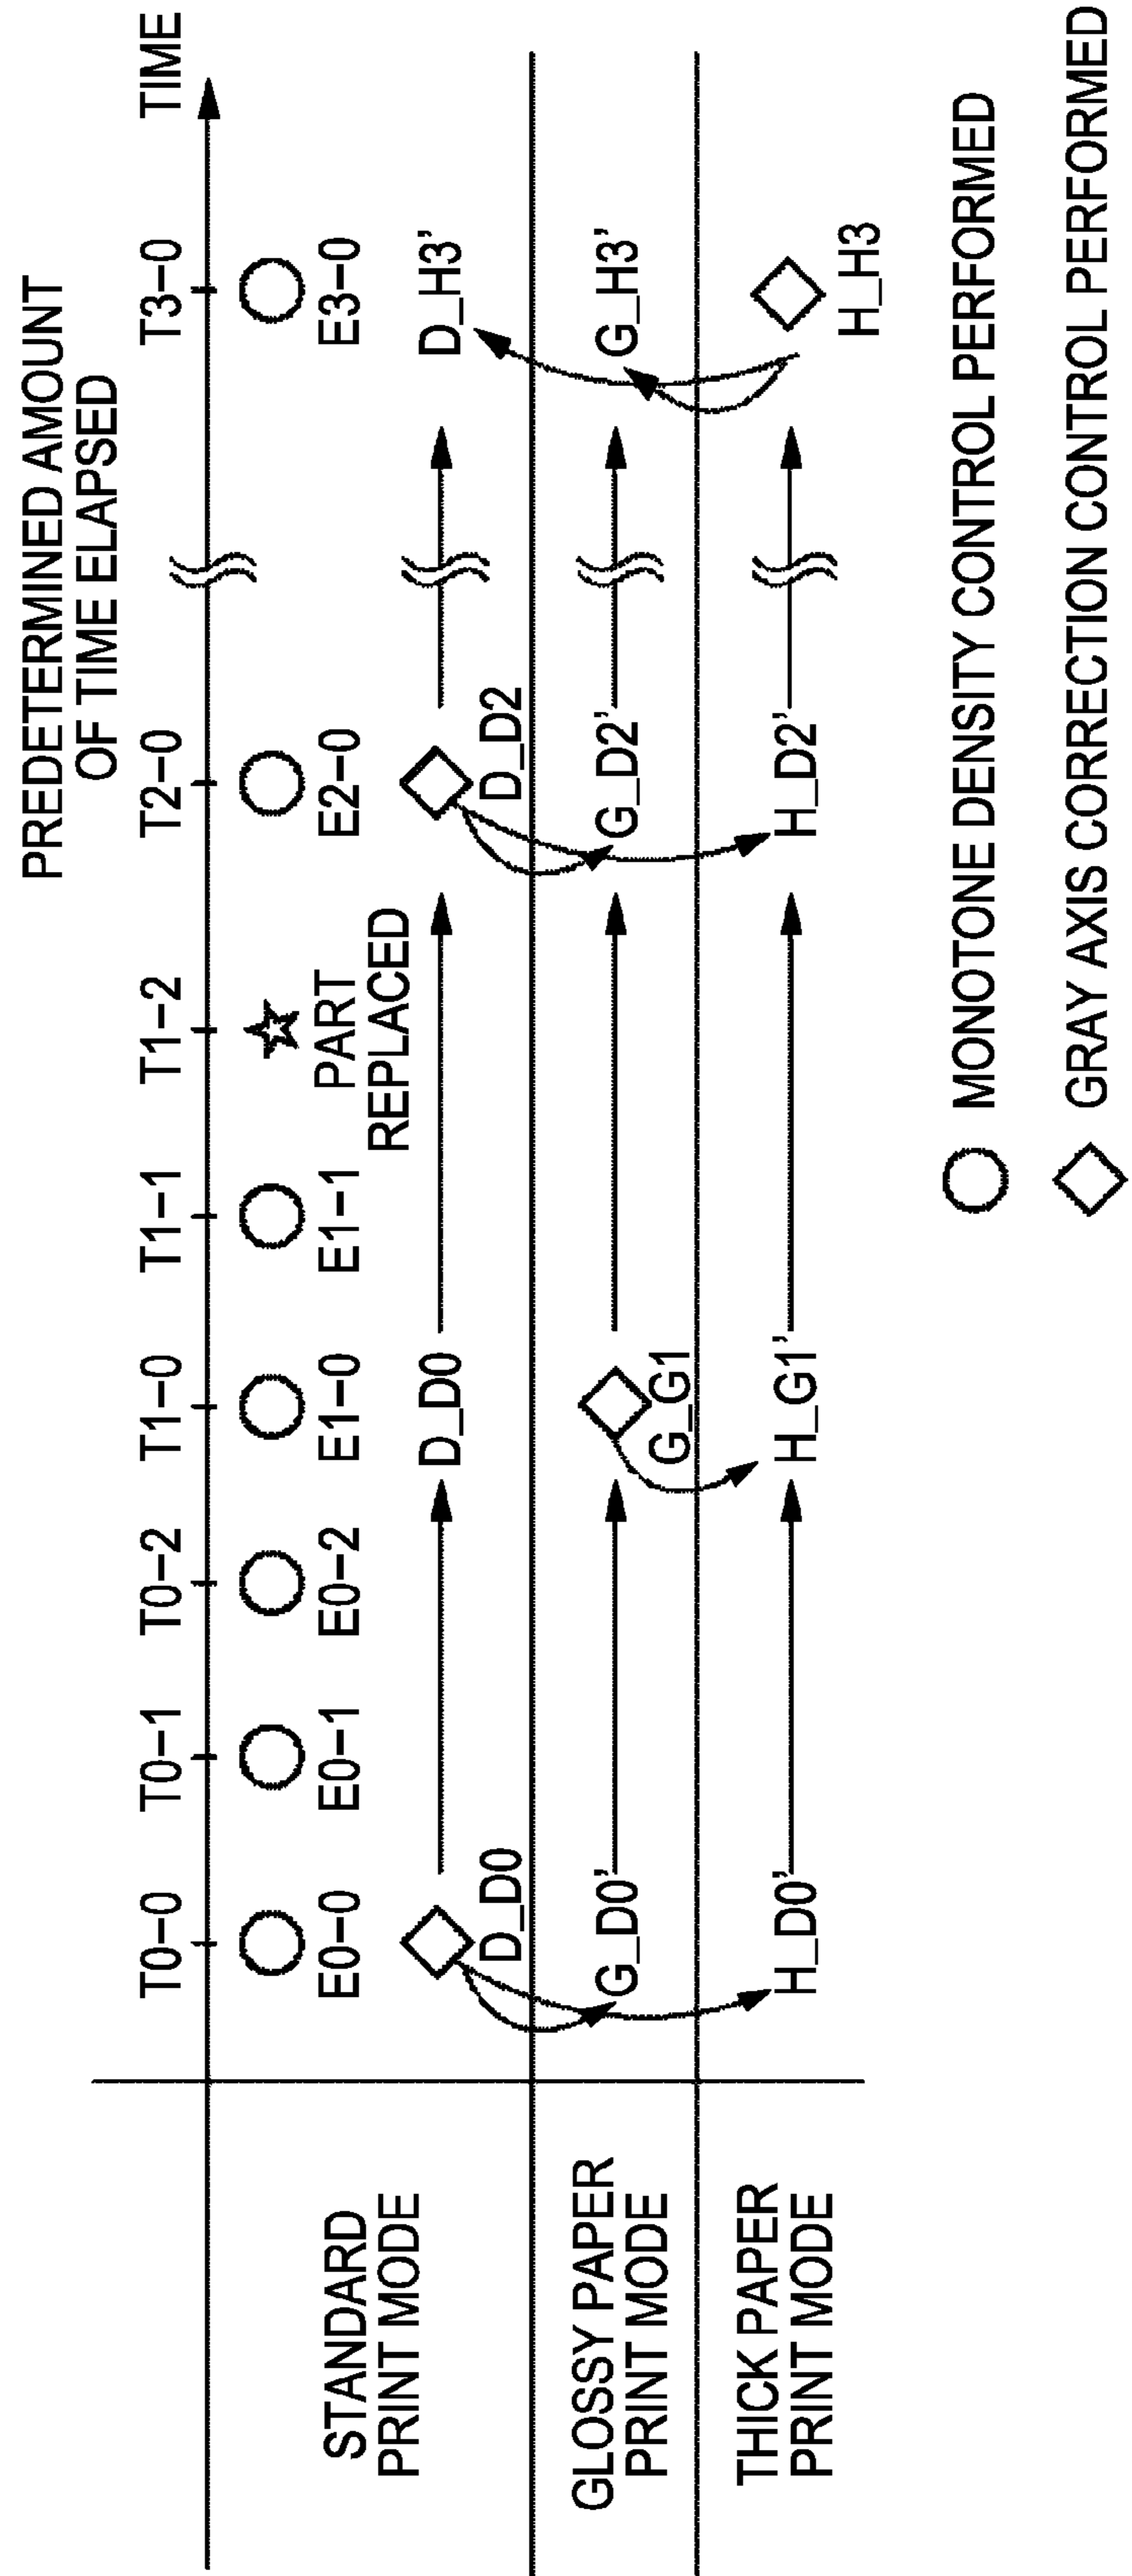 PREDETERMINED AMOUNT
OF TIME ELAPSED
T0-0 T0-1 T0-2 T1-0 T1-1 T1-2 T2-0 T3-0 TIME
E0-0 E0-1 E0-2 E1-0 E1-1 PART E2-0 E3-0
REPLACED
STANDARD
PRINT MODE
D_D0 D_D0 D_D2 D_H3'
GLOSSY PAPER
PRINT MODE
G_D0' G_G1 G_D2' G_H3'
THICK PAPER
PRINT MODE
H_D0' H_G1' H_D2' H_H3
MONOTONE DENSITY CONTROL PERFORMED
GRAY AXIS CORRECTION CONTROL PERFORMED